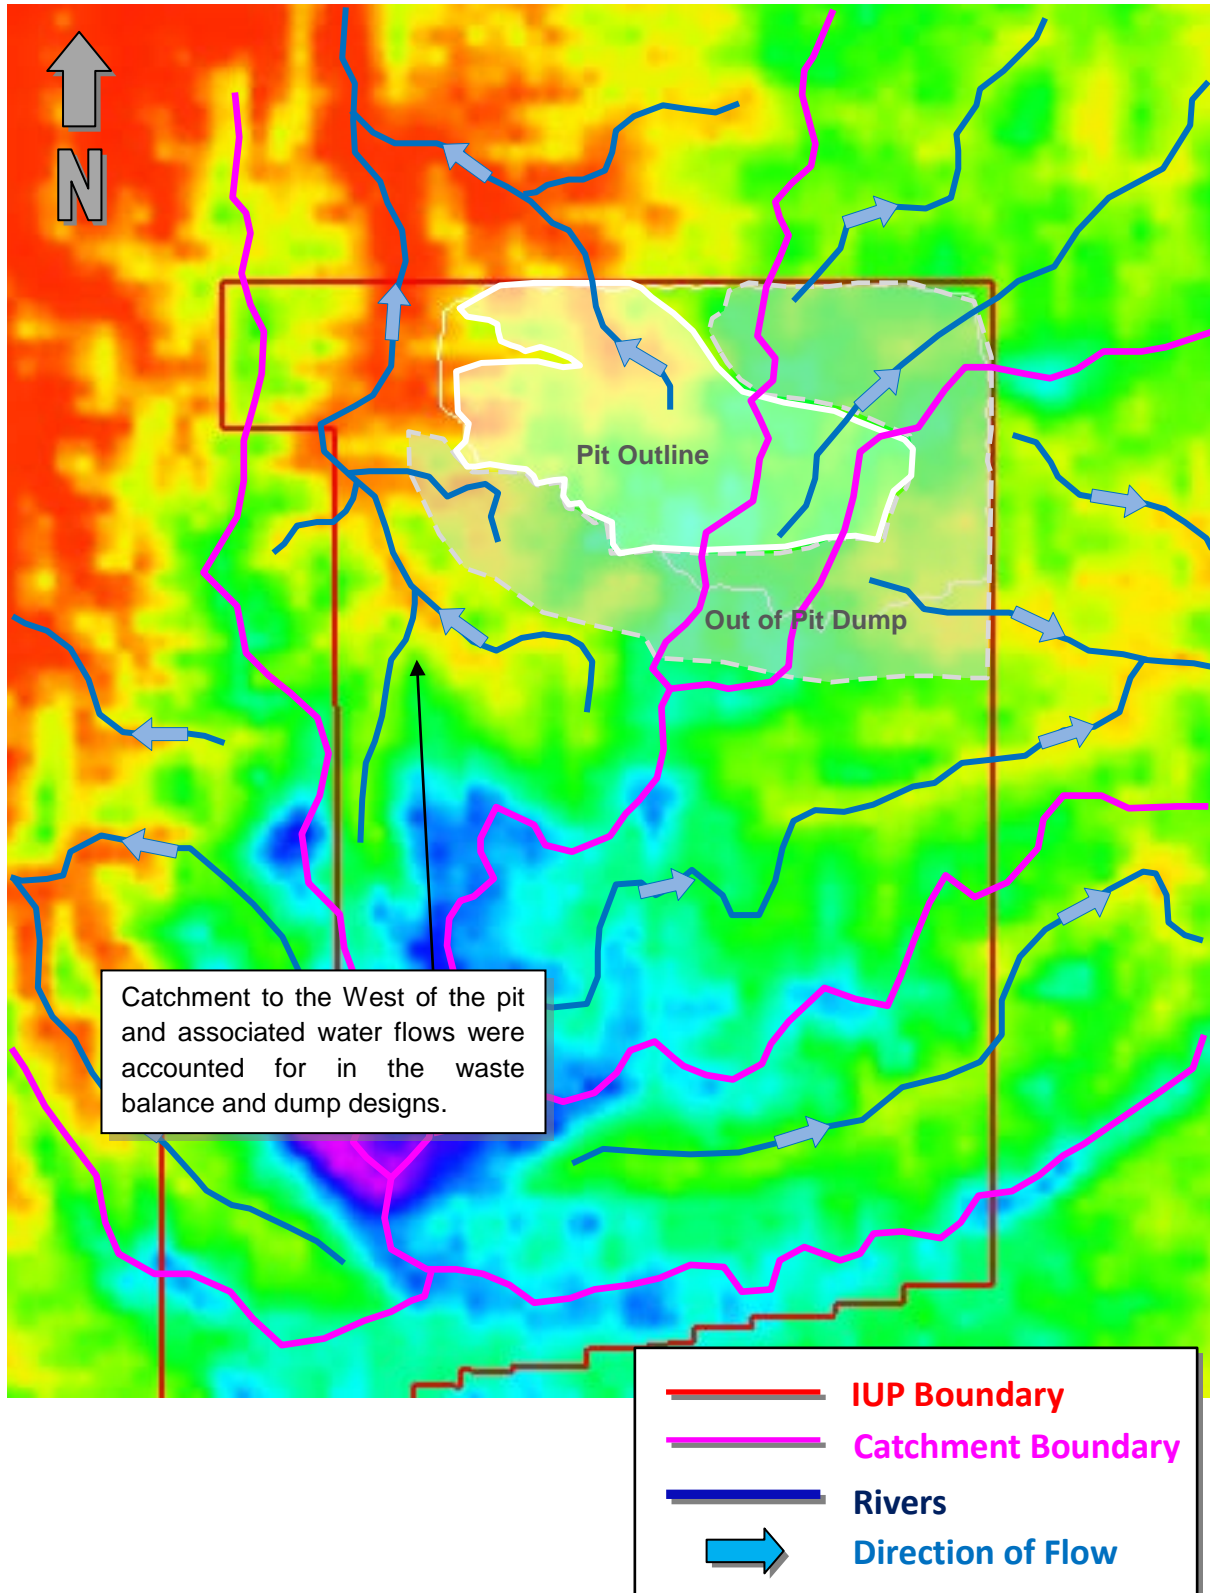 N
Pit Outline
Out of Pit Dump
Catchment to the West of the pit
and associated water flows were
accounted for in the waste
balance and dump designs.
IUP Boundary
Catchment Boundary
Rivers
Direction of Flow